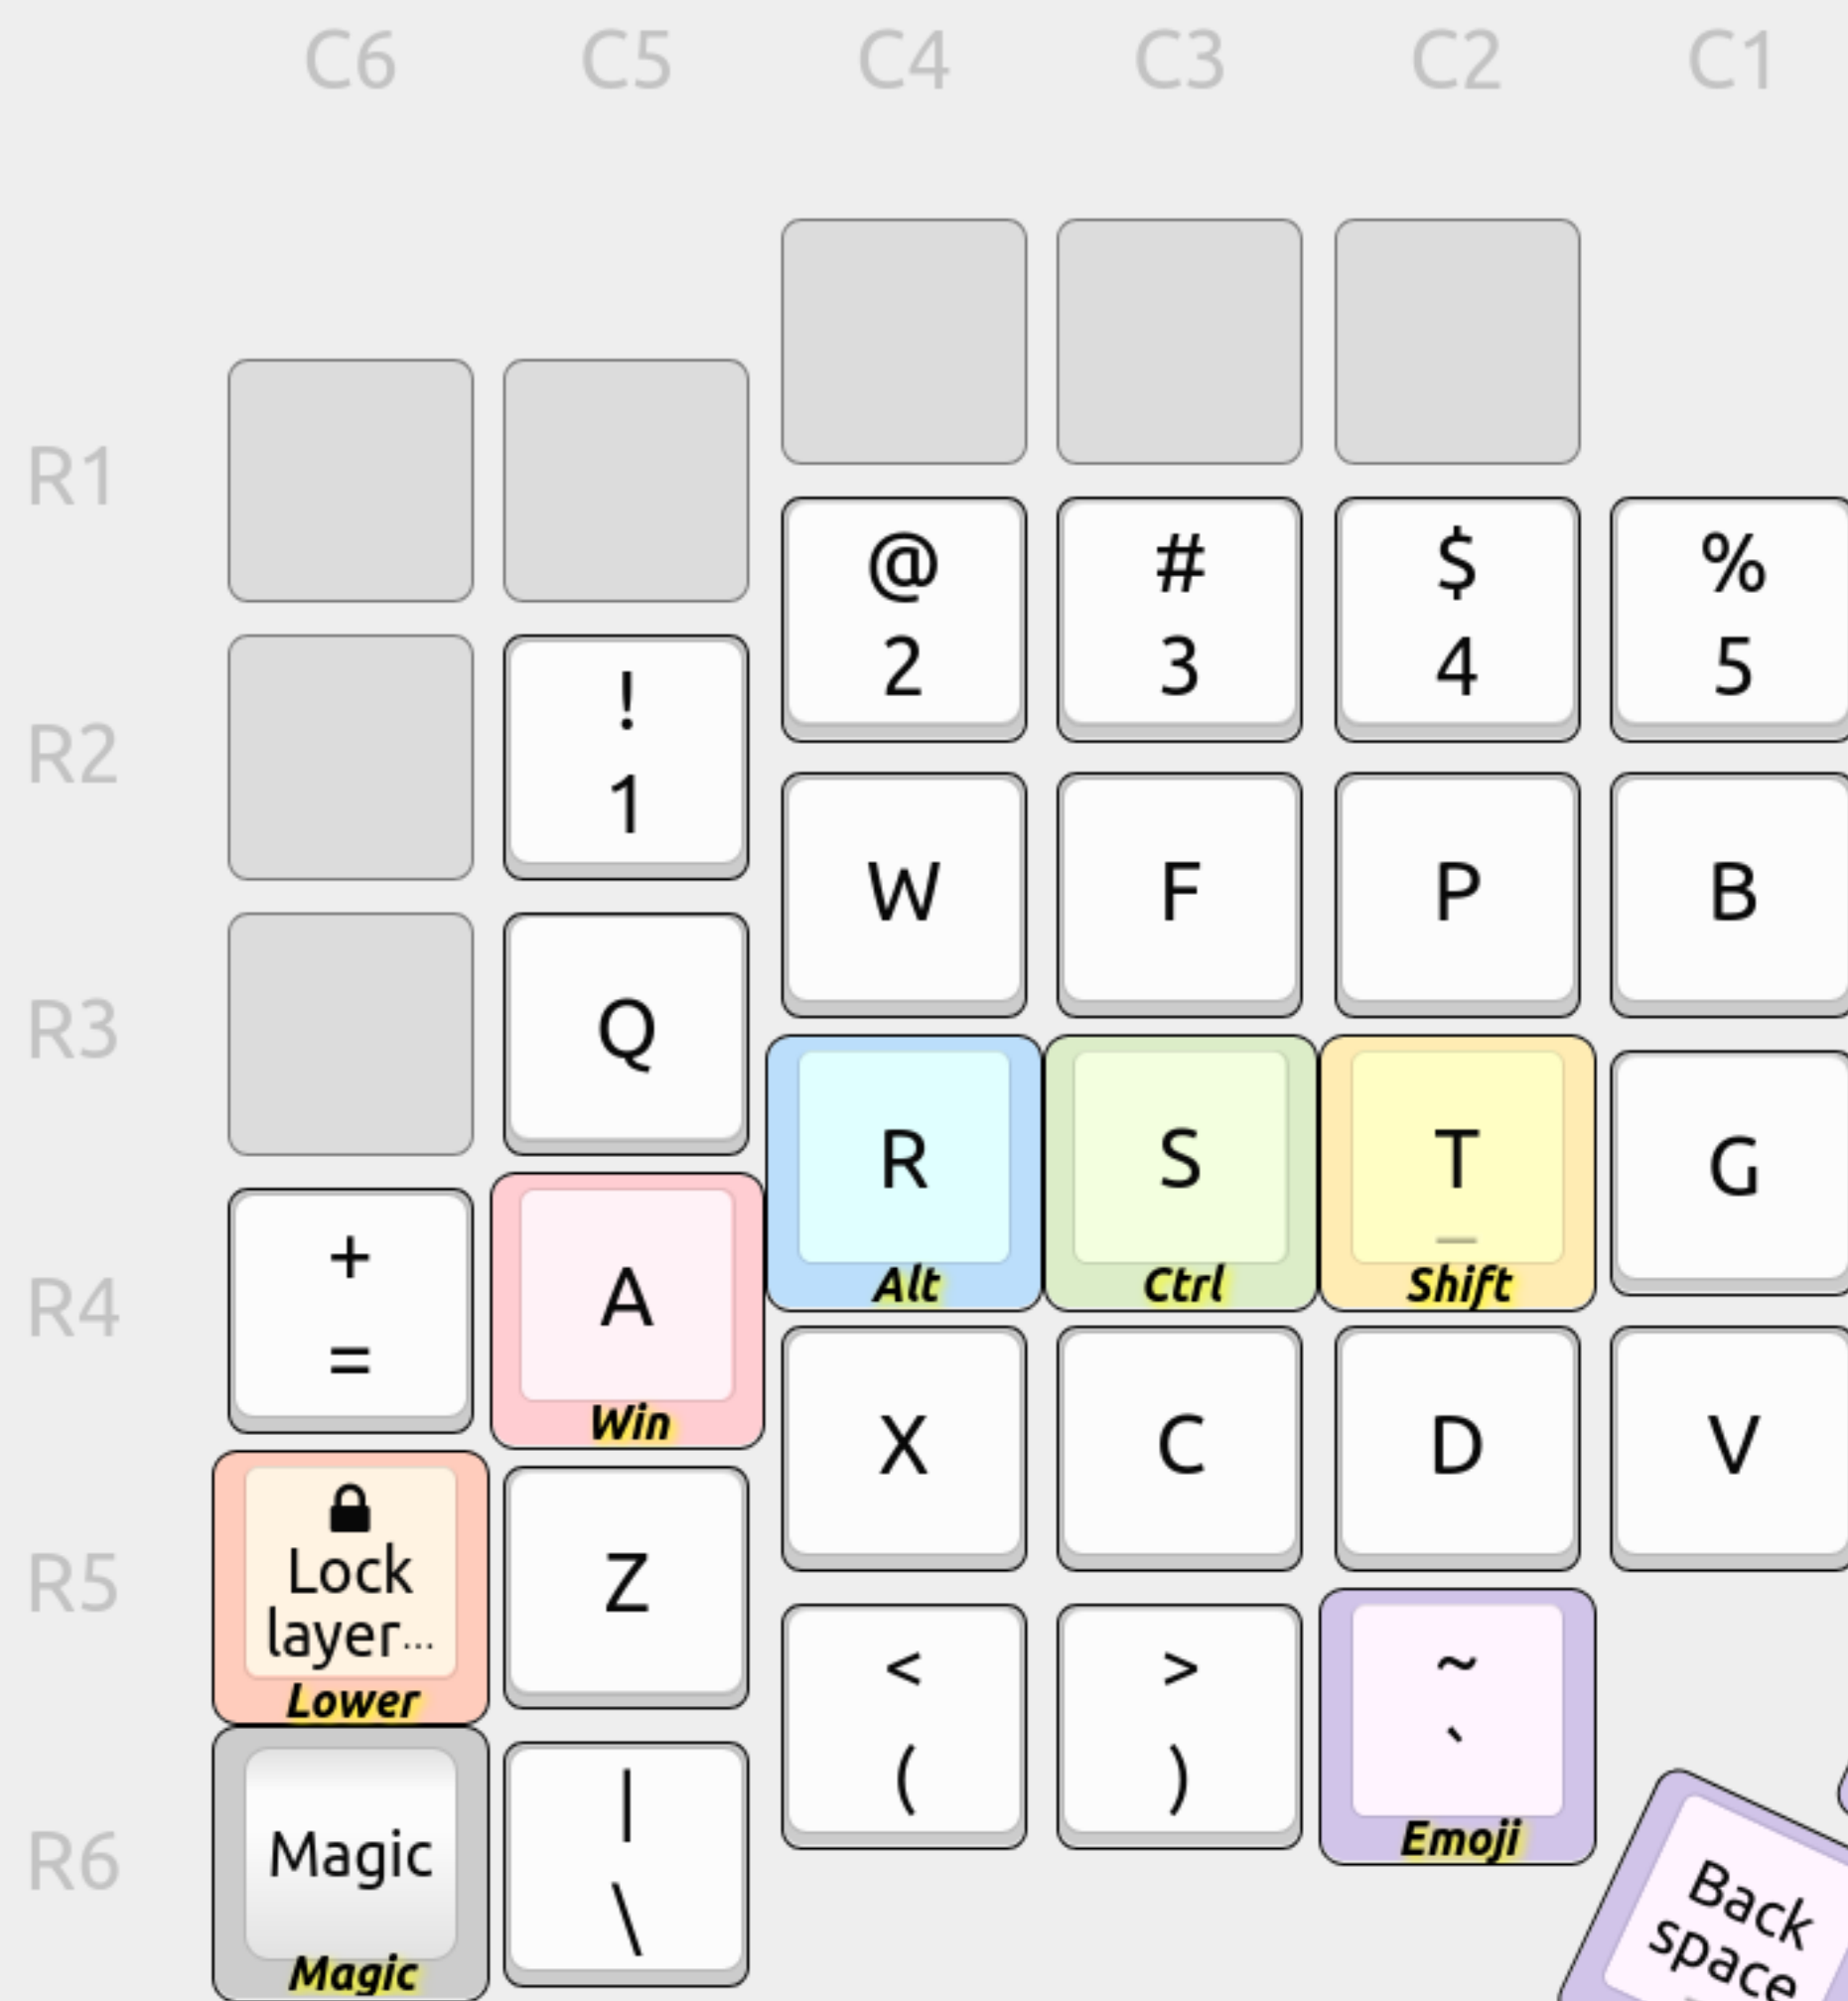 C6 C5 C4 C3 C2 C1
R1
@ # $ %
2 3 4 5
!
R2
1
W F P B
Q
R3
R S T G
_
Alt Ctrl Shift
+
A
R4
=
Win
X C D V
Lock
Z
R5
layer...
< > ~
Lower
( ) `
|
Emoji
Magic
R6
\
Back
space
Magic